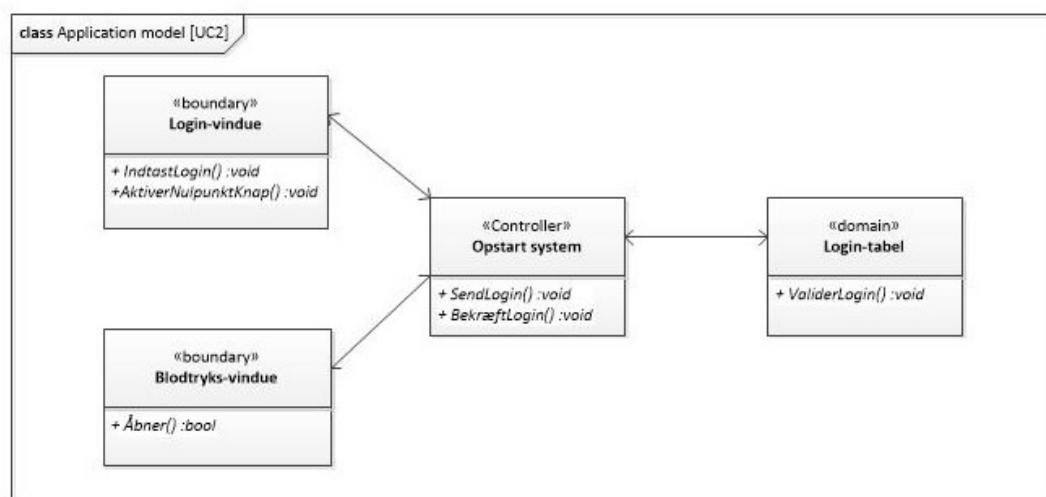 class Application model [UC2]
«boundary»
Login-vindue
+ IndtastLogin() :void
+AktiverNulpunktKnap() :void
«Controller»
Opstart system
+ SendLogin() :void
+ BekræftLogin() :void
«domain»
Login-tabel
+ ValiderLogin() :void
«boundary»
Blodtryks-vindue
+ Åbner() :bool